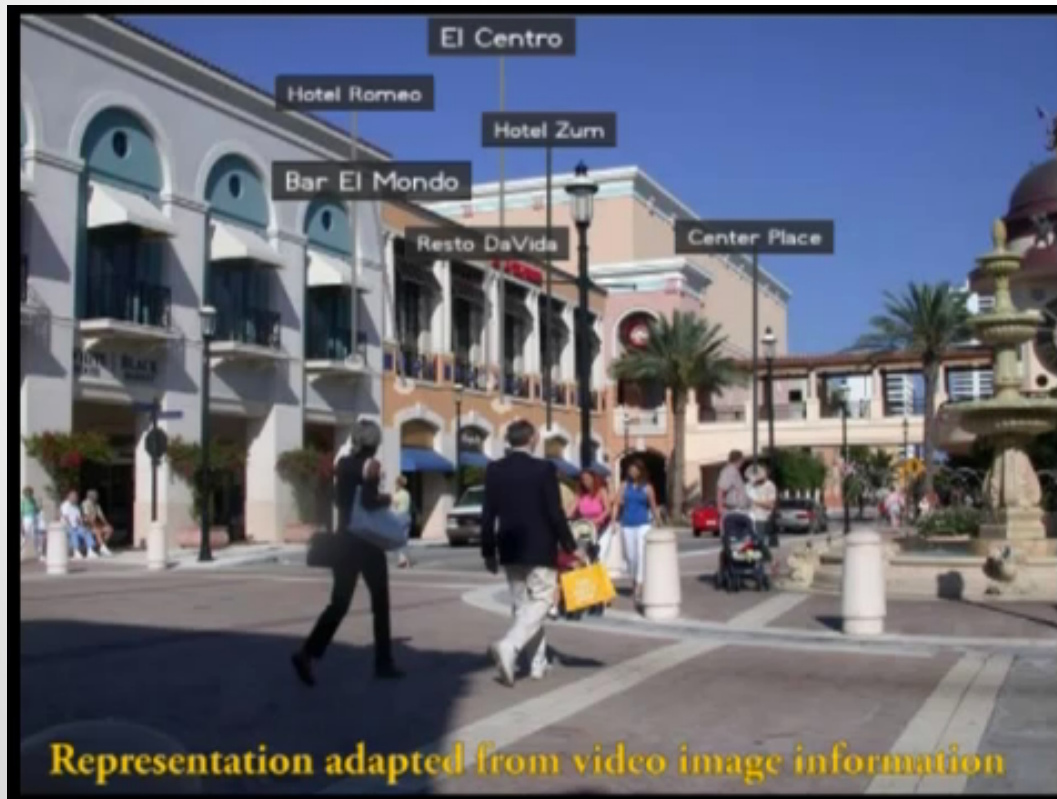 El Centro
Hotel Romeo
Hotel Zum
Bar El Mondo
Resto DaVida
Center Place
BLACK
Representation adapted from video image information